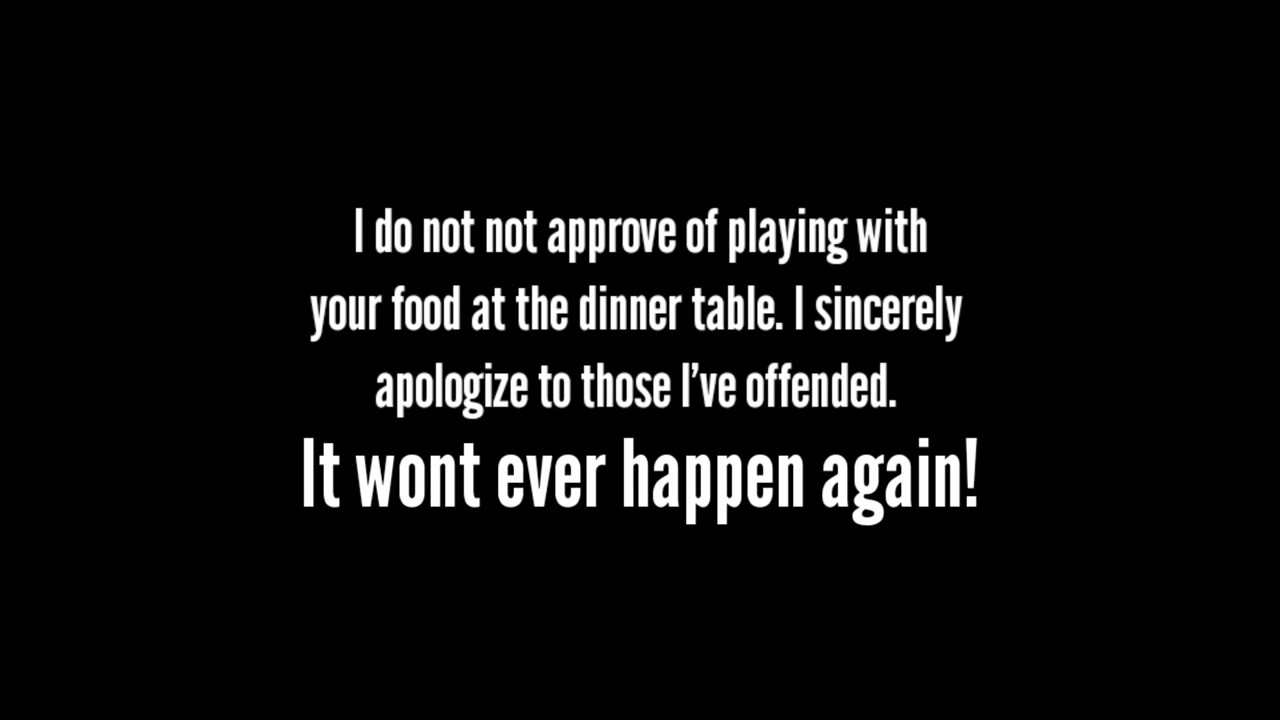 I do not not approve of playing with
your food at the dinner table. I sincerely
apologize to those I've offended.
It wont ever happen again!